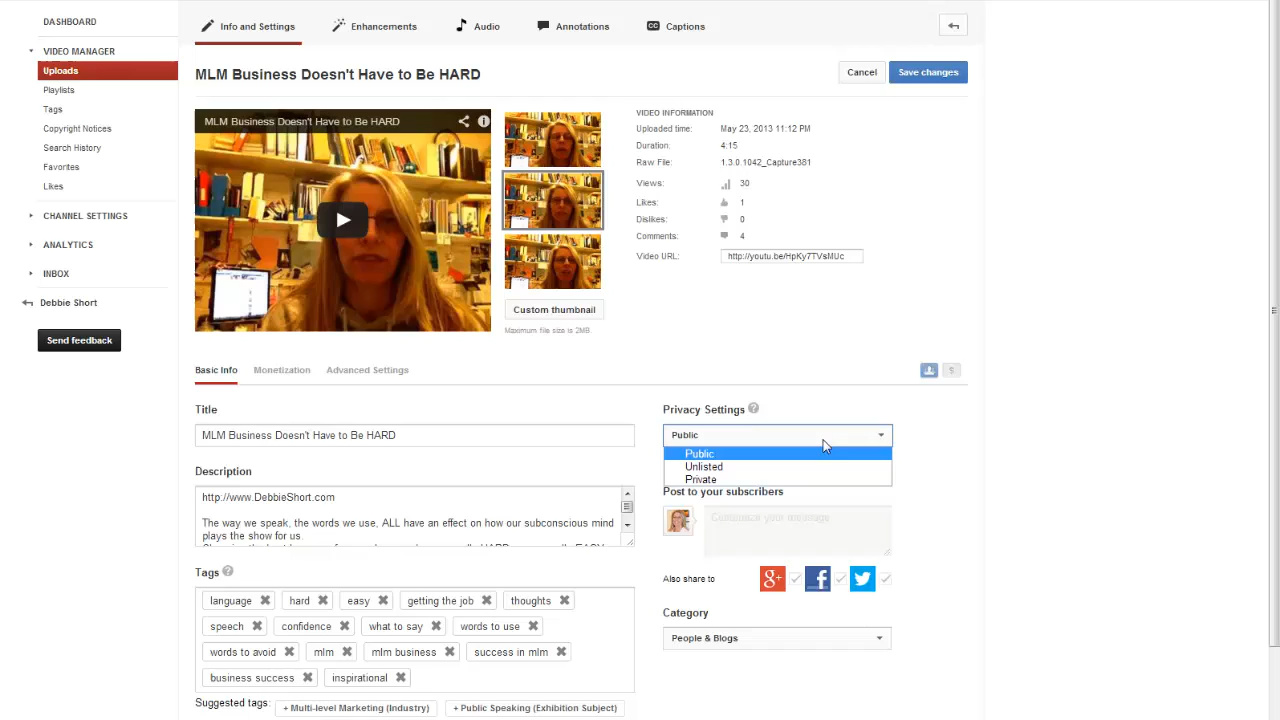 DASHBOARD
VIDEO MANAGER
Uploads
Playlists
Tags
Copyright Notices
Search History
Favorites
Likes
CHANNEL SETTINGS
ANALYTICS
INBOX
Debbie Short
Send feedback
Info and Settings
Enhancements
Audio
Annotations
CC Captions
MLM Business Doesn't Have to Be HARD
Cancel
Save changes
MLM Business Doesn't Have to Be HARD
Custom thumbnail
Maximum file size is 2MB.
VIDEO INFORMATION
Uploaded time: May 23, 2013 11:12 PM
Duration: 4:15
Raw File: 1.3.0.1042_Capture381
Views: 30
Likes: 1
Dislikes: 0
Comments: 4
Video URL: http://youtu.be/HpKy7TVsMUc
Basic Info
Monetization
Advanced Settings
$
Title
MLM Business Doesn't Have to Be HARD
Description
http://www.DebbieShort.com
The way we speak, the words we use, ALL have an effect on how our subconscious mind
plays the show for us.
Tags ?
language
hard
easy
getting the job
thoughts
speech
confidence
what to say
words to use
words to avoid
mlm
mlm business
success in mlm
business success
inspirational
Suggested tags:
+ Multi-level Marketing (Industry)
+ Public Speaking (Exhibition Subject)
Privacy Settings ?
Public
Public
Unlisted
Private
Post to your subscribers
Customize your message
Also share to
g+
f
Category
People & Blogs